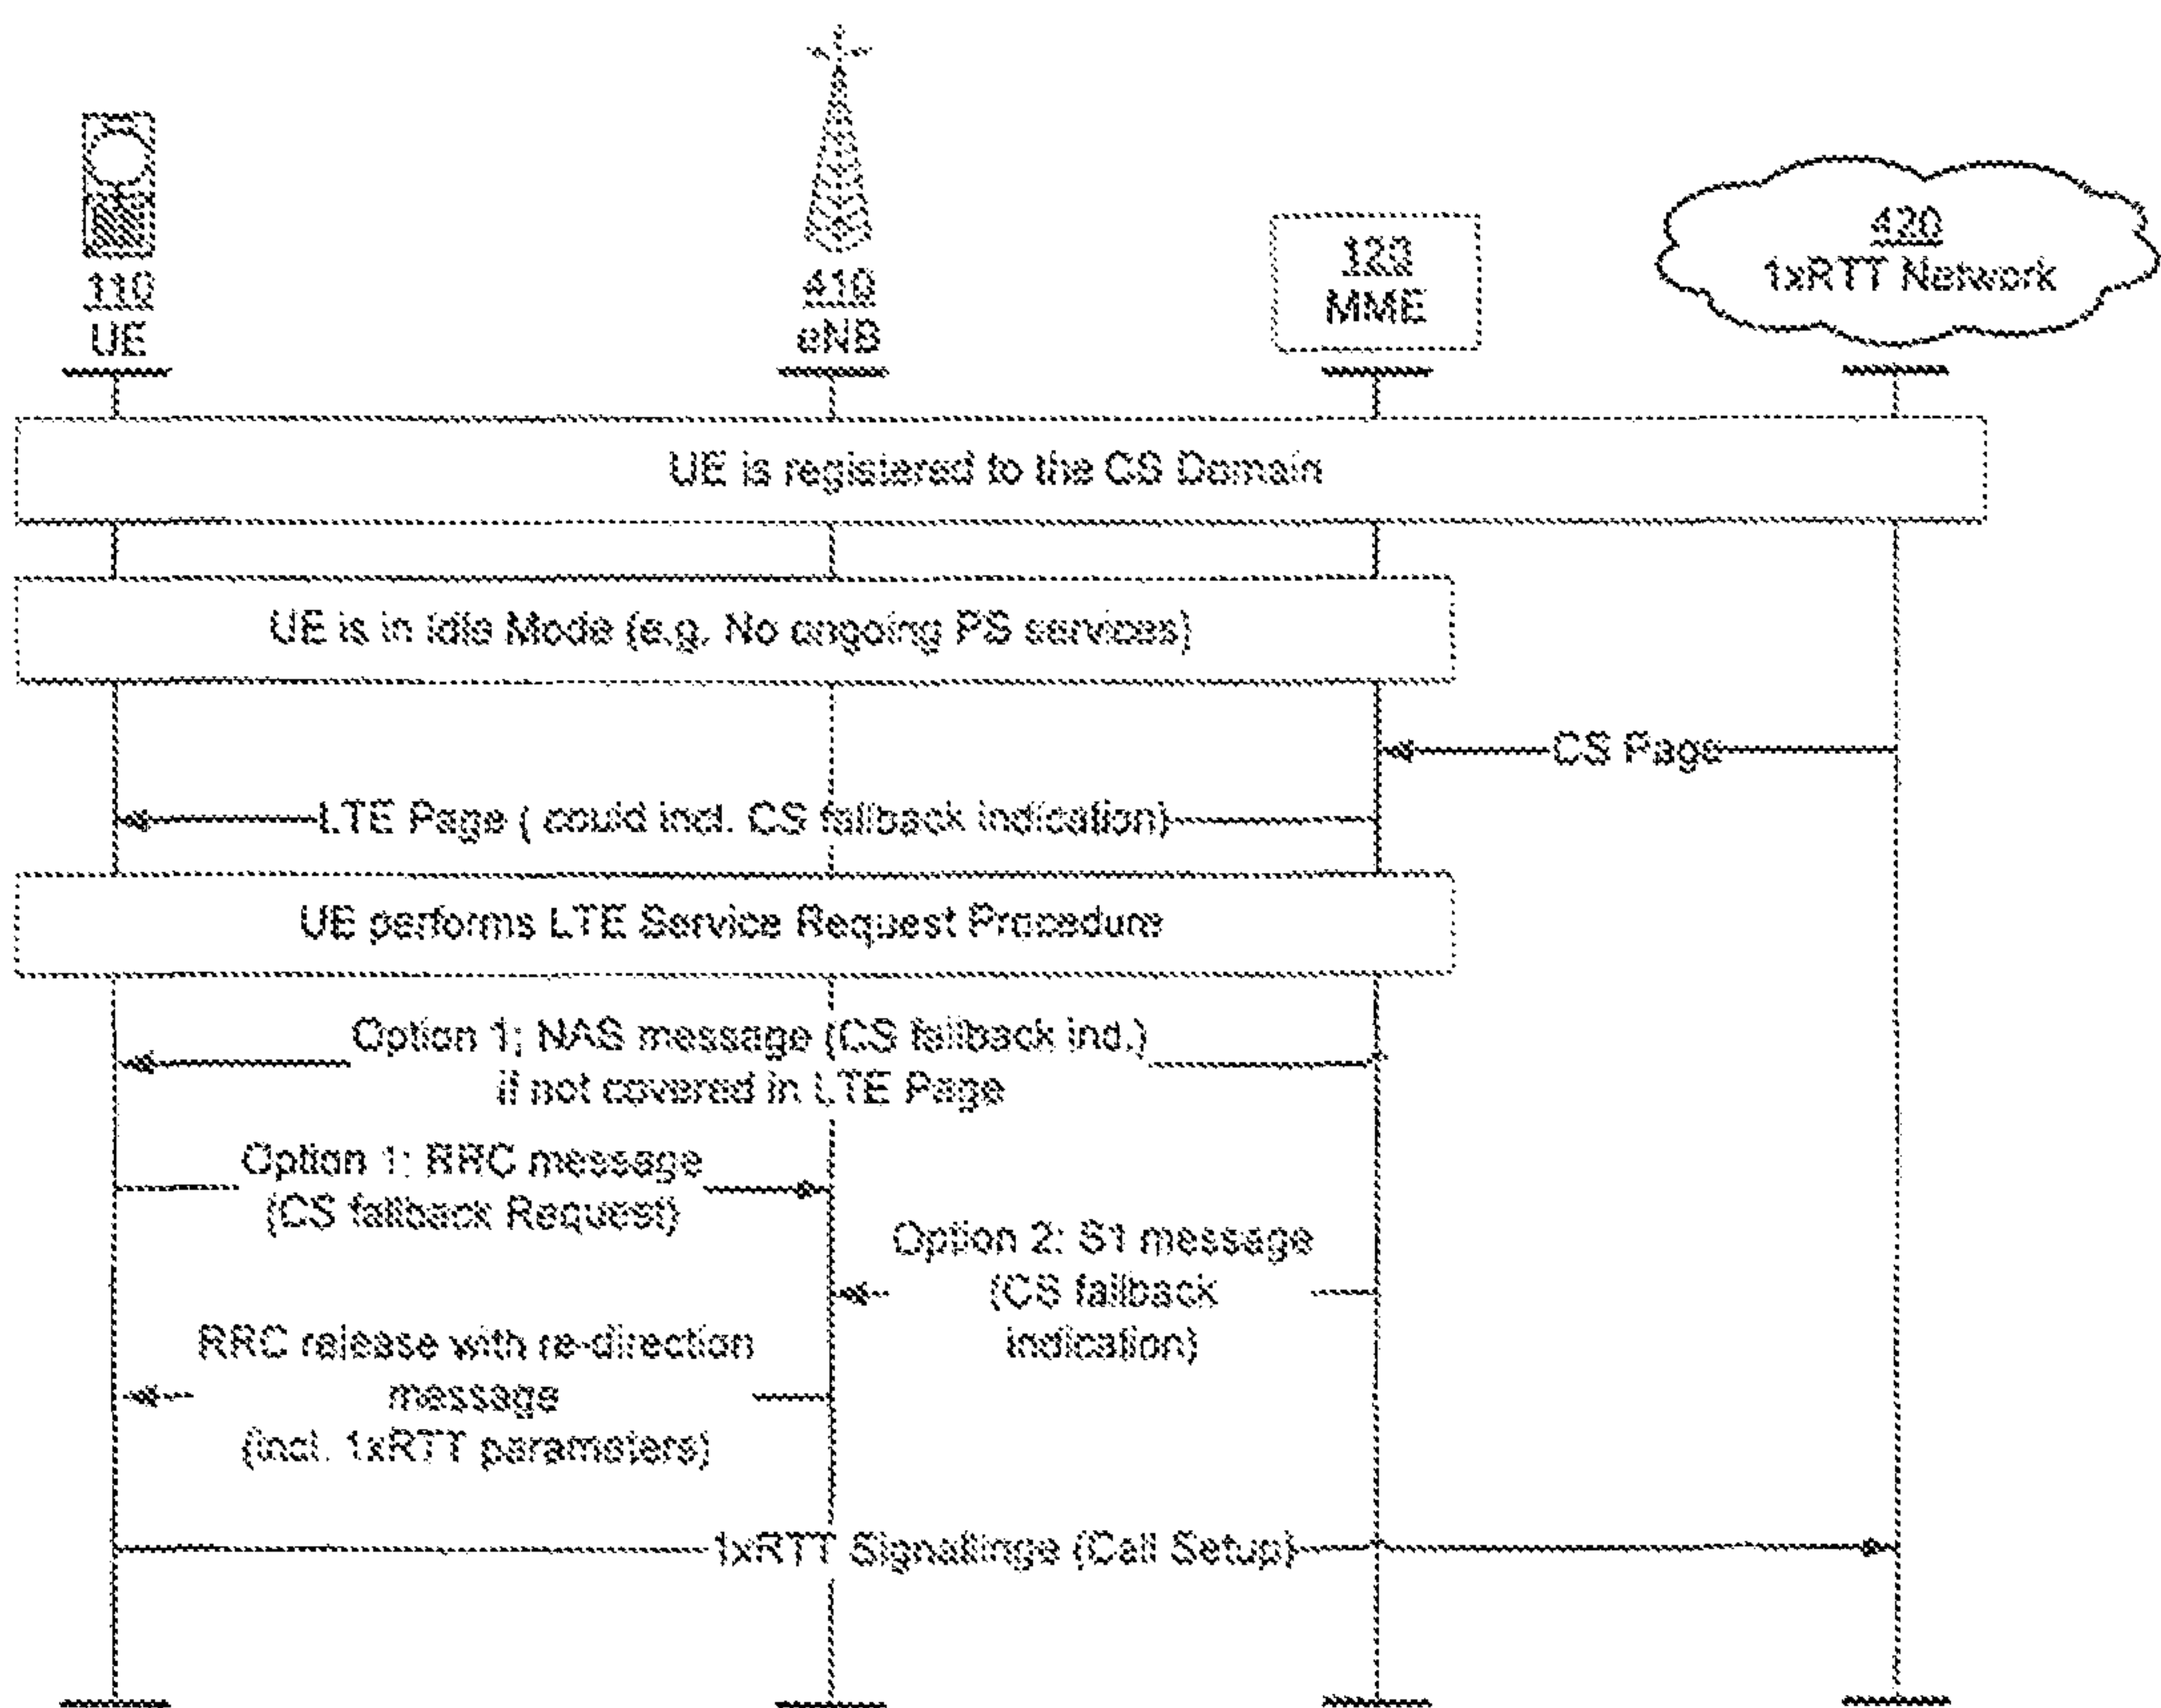 110
UE
410
eNB
120
MME
420
1xRTT Network
UE is registered to the CS Domain
UE is in Idle Mode (e.g. No ongoing PS services)
CS Page
LTE Page ( could incl. CS fallback indication)
UE performs LTE Service Request Procedure
Option 1: NAS message (CS fallback ind.)
if not covered in LTE Page
Option 1: RRC message
(CS fallback Request)
Option 2: S1 message
(CS fallback
indication)
RRC release with re-direction
message
(incl. 1xRTT parameters)
1xRTT Signallinge (Call Setup)